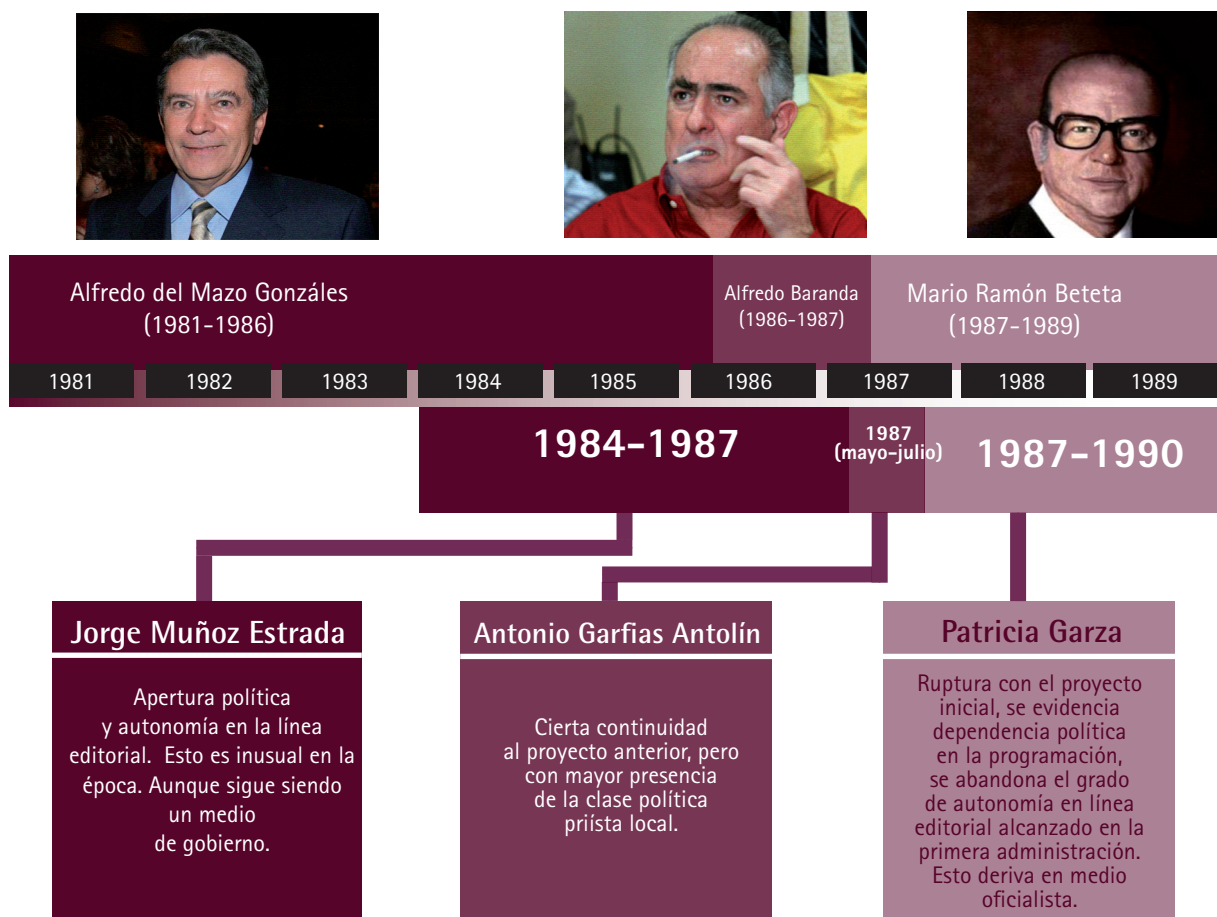 Alfredo del Mazo Gonzáles
(1981-1986)
Alfredo Baranda
(1986-1987)
Mario Ramón Beteta
(1987-1989)
1981
1982
1983
1984
1985
1986
1987
1988
1989
1984-1987
1987
(mayo-julio)
1987-1990
Jorge Muñoz Estrada
Apertura política
y autonomía en la línea
editorial. Esto es inusual en la
época. Aunque sigue siendo
un medio
de gobierno.
Antonio Garfias Antolín
Cierta continuidad
al proyecto anterior, pero
con mayor presencia
de la clase política
priísta local.
Patricia Garza
Ruptura con el proyecto
inicial, se evidencia
dependencia política
en la programación,
se abandona el grado
de autonomía en línea
editorial alcanzado en la
primera administración.
Esto deriva en medio
oficialista.